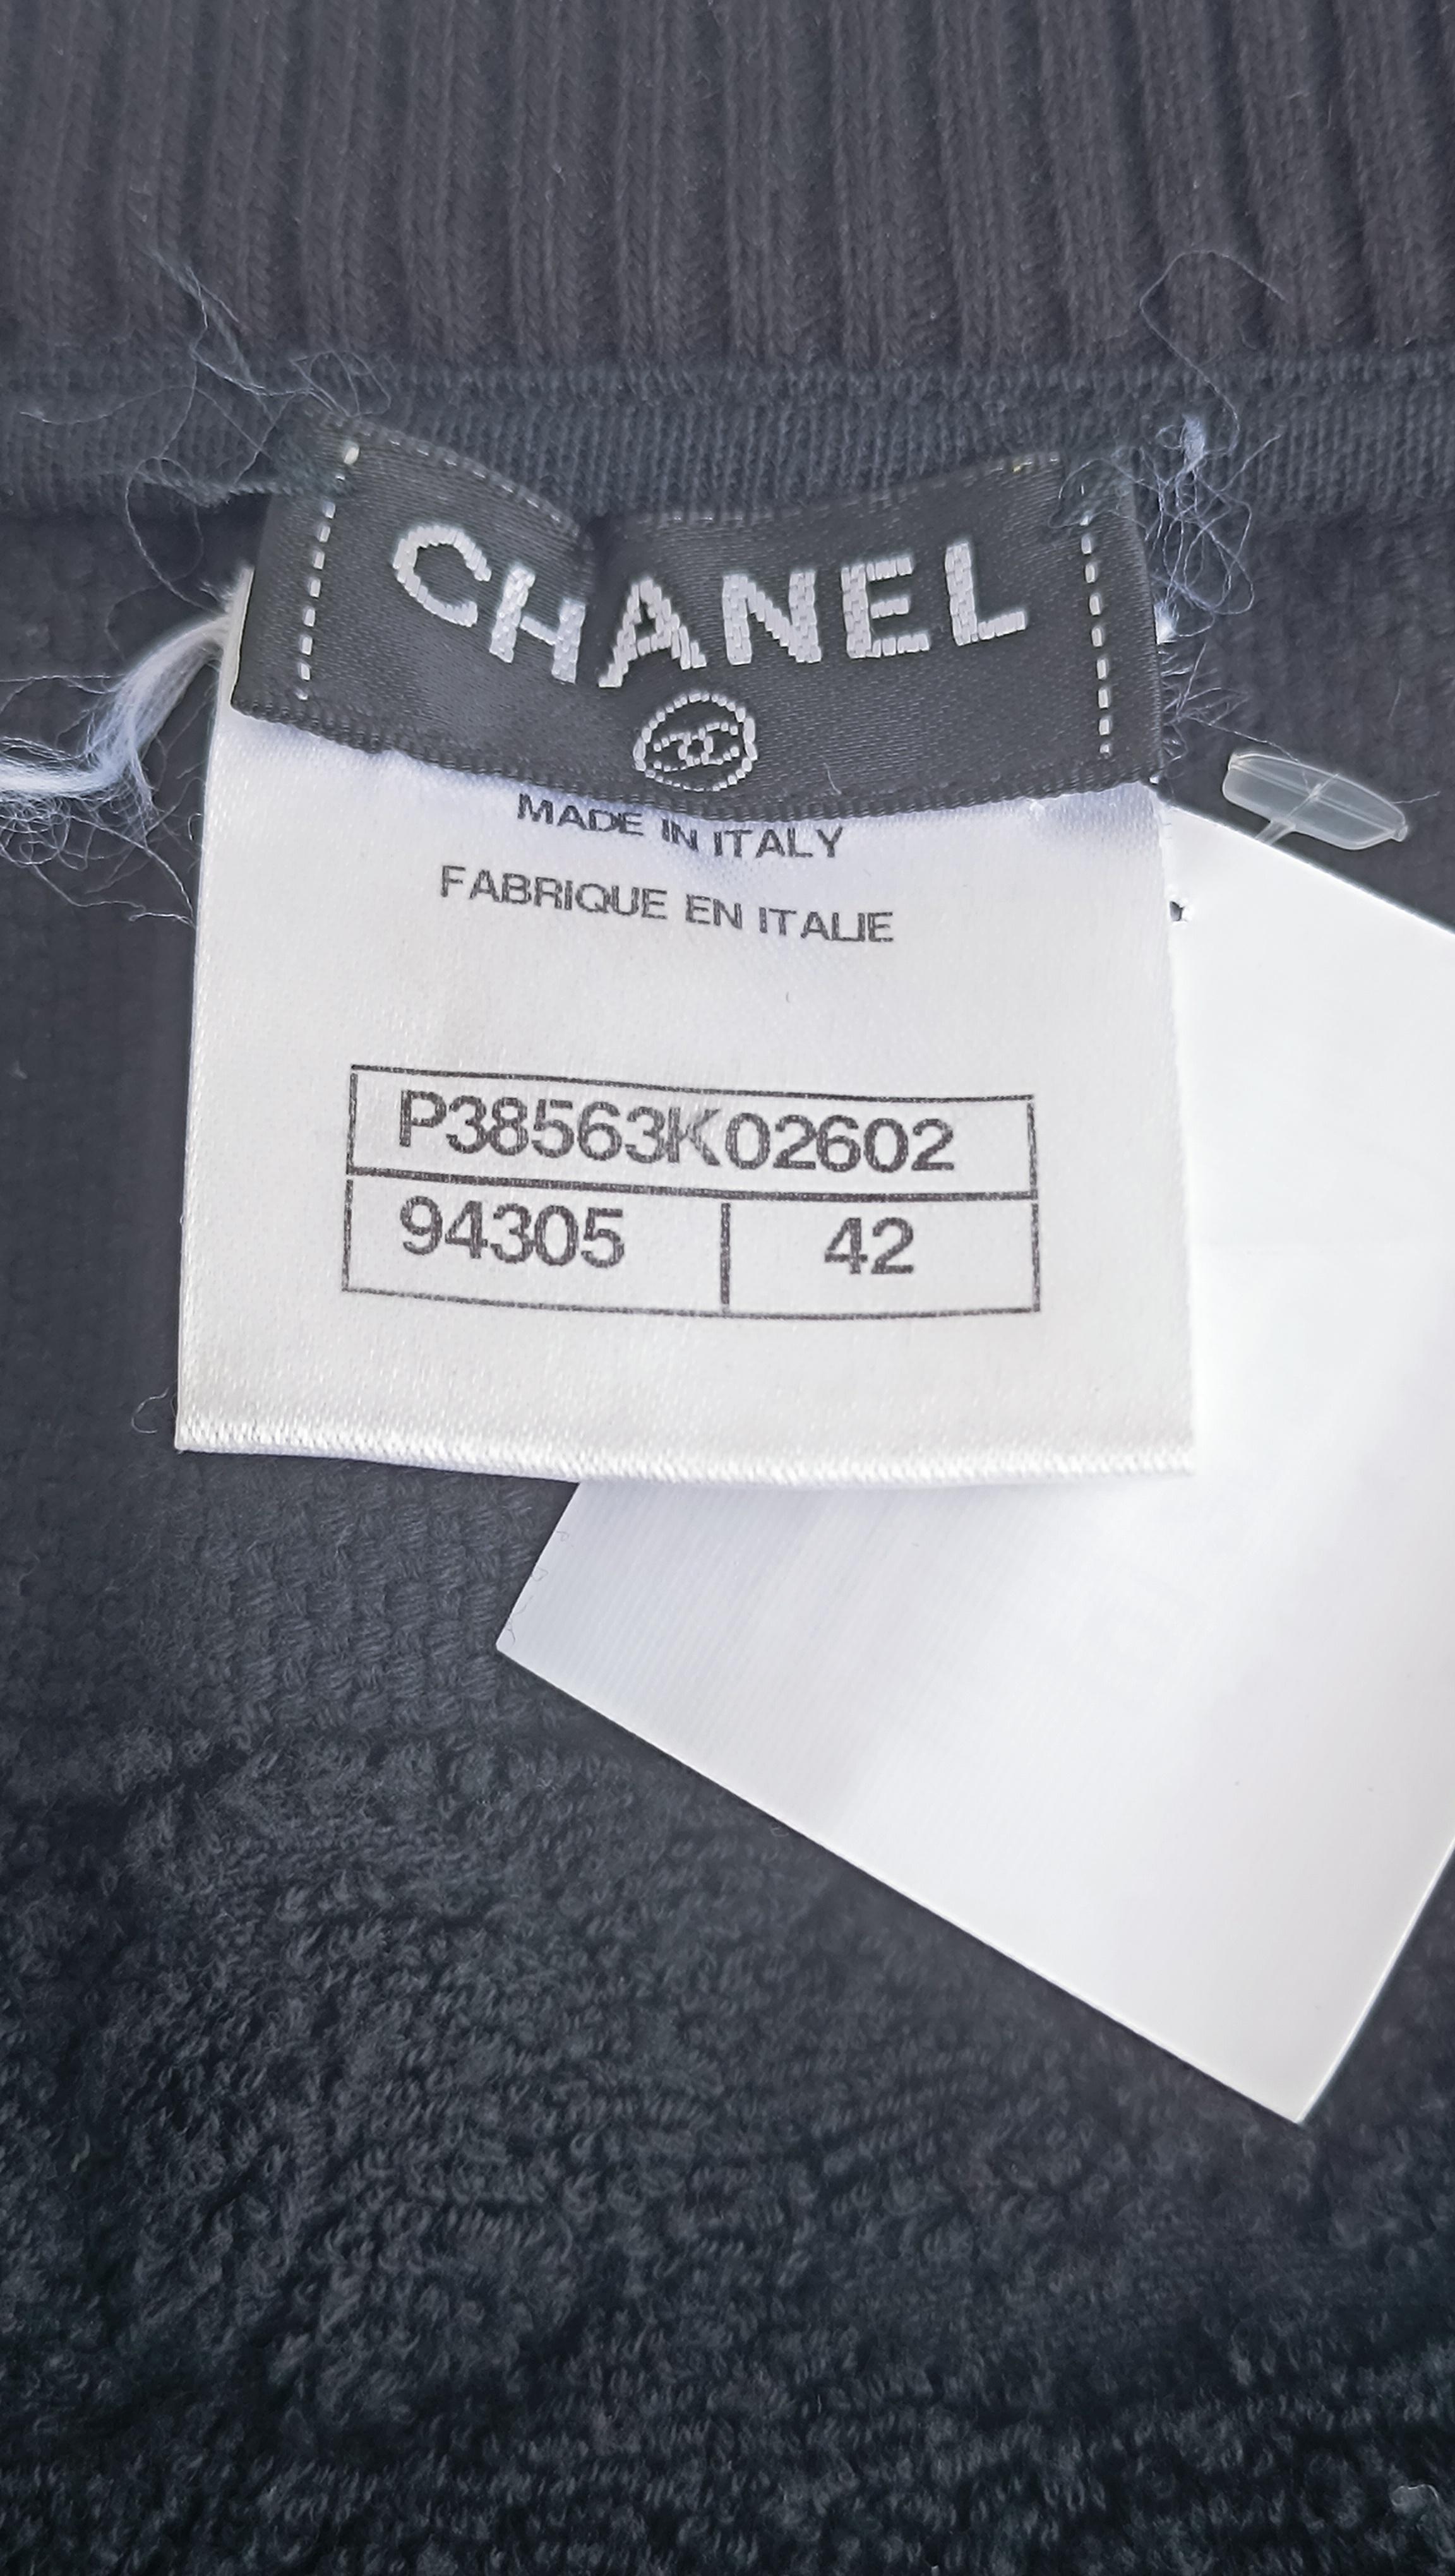 CHANEL
MADE IN ITALY
FABRIQUE EN ITALIE
P38563K02602
94305 42